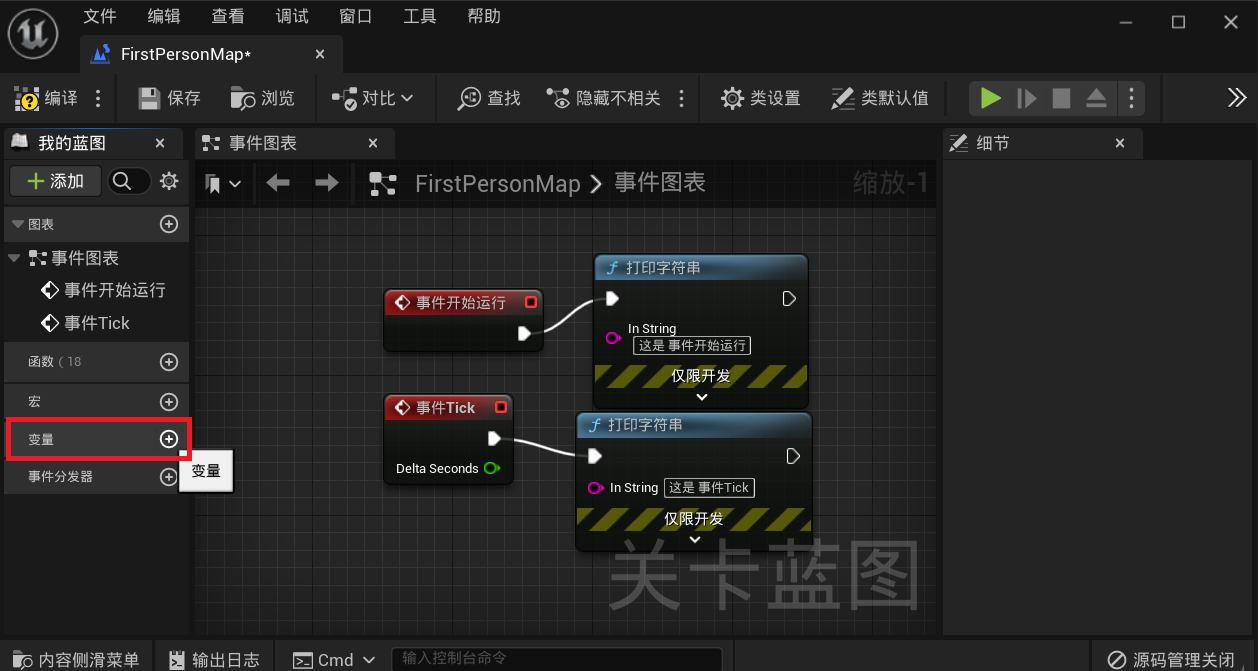 文件 编辑 查看 调试 窗口 工具 帮助
FirstPersonMap*
编译 保存 浏览 对比 查找 隐藏不相关 类设置 类默认值
我的蓝图
事件图表
细节
添加
FirstPersonMap 事件图表
缩放-1
图表
事件图表
事件开始运行
事件Tick
函数 (18
宏
变量
事件分发器
变量
事件开始运行
打印字符串
In String
这是 事件开始运行
仅限开发
事件Tick
Delta Seconds
打印字符串
In String 这是 事件Tick
仅限开发
关卡蓝图
内容侧滑菜单 输出日志 Cmd 输入控制台命令 源码管理关闭